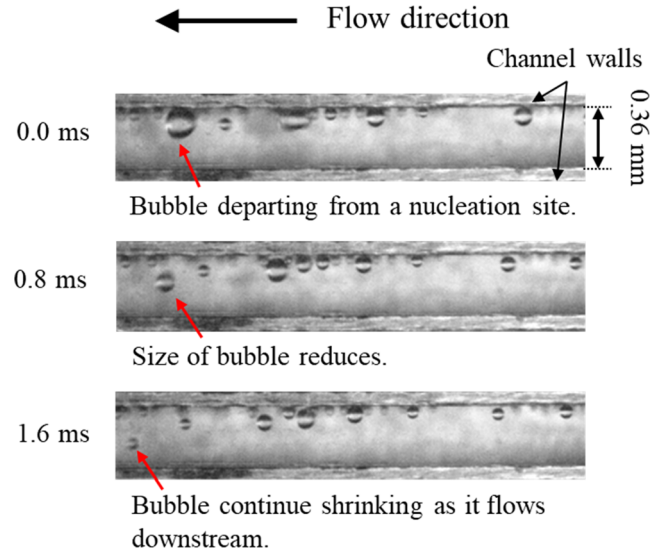 Flow direction
Channel walls
0.0 ms
0.36 mm
Bubble departing from a nucleation site.
0.8 ms
Size of bubble reduces.
1.6 ms
Bubble continue shrinking as it flows
downstream.